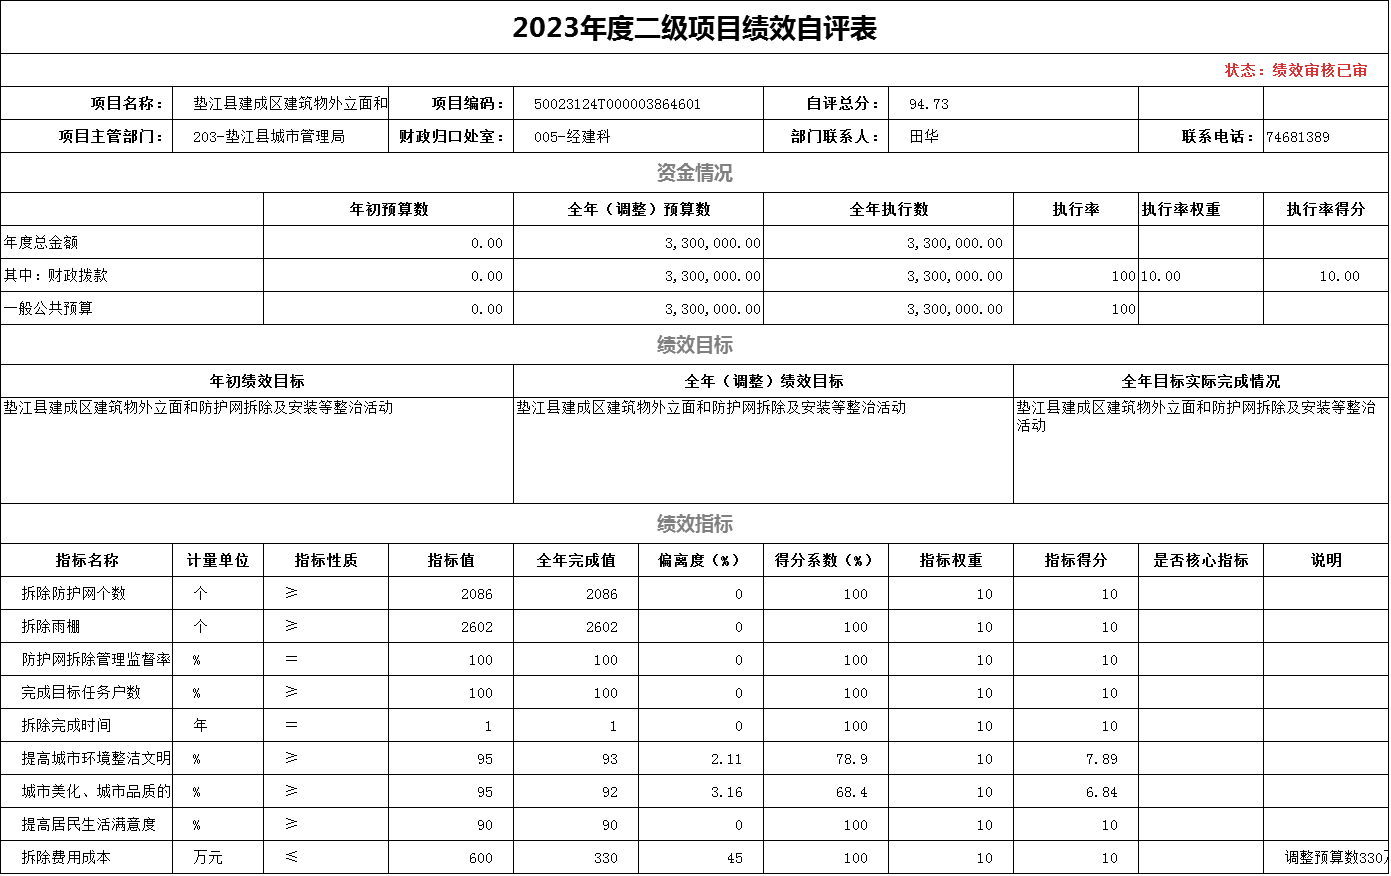 2023年度二级项目绩效自评表
状态：绩效审核已审
项目名称： 垫江县建成区建筑物外立面和 项目编码： 50023124T000003864601 自评总分： 94.73
项目主管部门： 203-垫江县城市管理局 财政归口处室： 005-经建科 部门联系人： 田华 联系电话： 74681389
资金情况
年初预算数 全年（调整）预算数 全年执行数 执行率 执行率权重 执行率得分
年度总金额 0.00 3,300,000.00 3,300,000.00
其中：财政拨款 0.00 3,300,000.00 3,300,000.00 100 10.00 10.00
一般公共预算 0.00 3,300,000.00 3,300,000.00 100
绩效目标
年初绩效目标 全年（调整）绩效目标 全年目标实际完成情况
垫江县建成区建筑物外立面和防护网拆除及安装等整治活动 垫江县建成区建筑物外立面和防护网拆除及安装等整治活动 垫江县建成区建筑物外立面和防护网拆除及安装等整治
活动
绩效指标
指标名称 计量单位 指标性质 指标值 全年完成值 偏离度（%） 得分系数（%） 指标权重 指标得分 是否核心指标 说明
拆除防护网个数 个 ≥ 2086 2086 0 100 10 10
拆除雨棚 个 ≥ 2602 2602 0 100 10 10
防护网拆除管理监督率 % ＝ 100 100 0 100 10 10
完成目标任务户数 % ≥ 100 100 0 100 10 10
拆除完成时间 年 ＝ 1 1 0 100 10 10
提高城市环境整洁文明 % ≥ 95 93 2.11 78.9 10 7.89
城市美化、城市品质的 % ≥ 95 92 3.16 68.4 10 6.84
提高居民生活满意度 % ≥ 90 90 0 100 10 10
拆除费用成本 万元 ≤ 600 330 45 100 10 10 调整预算数330